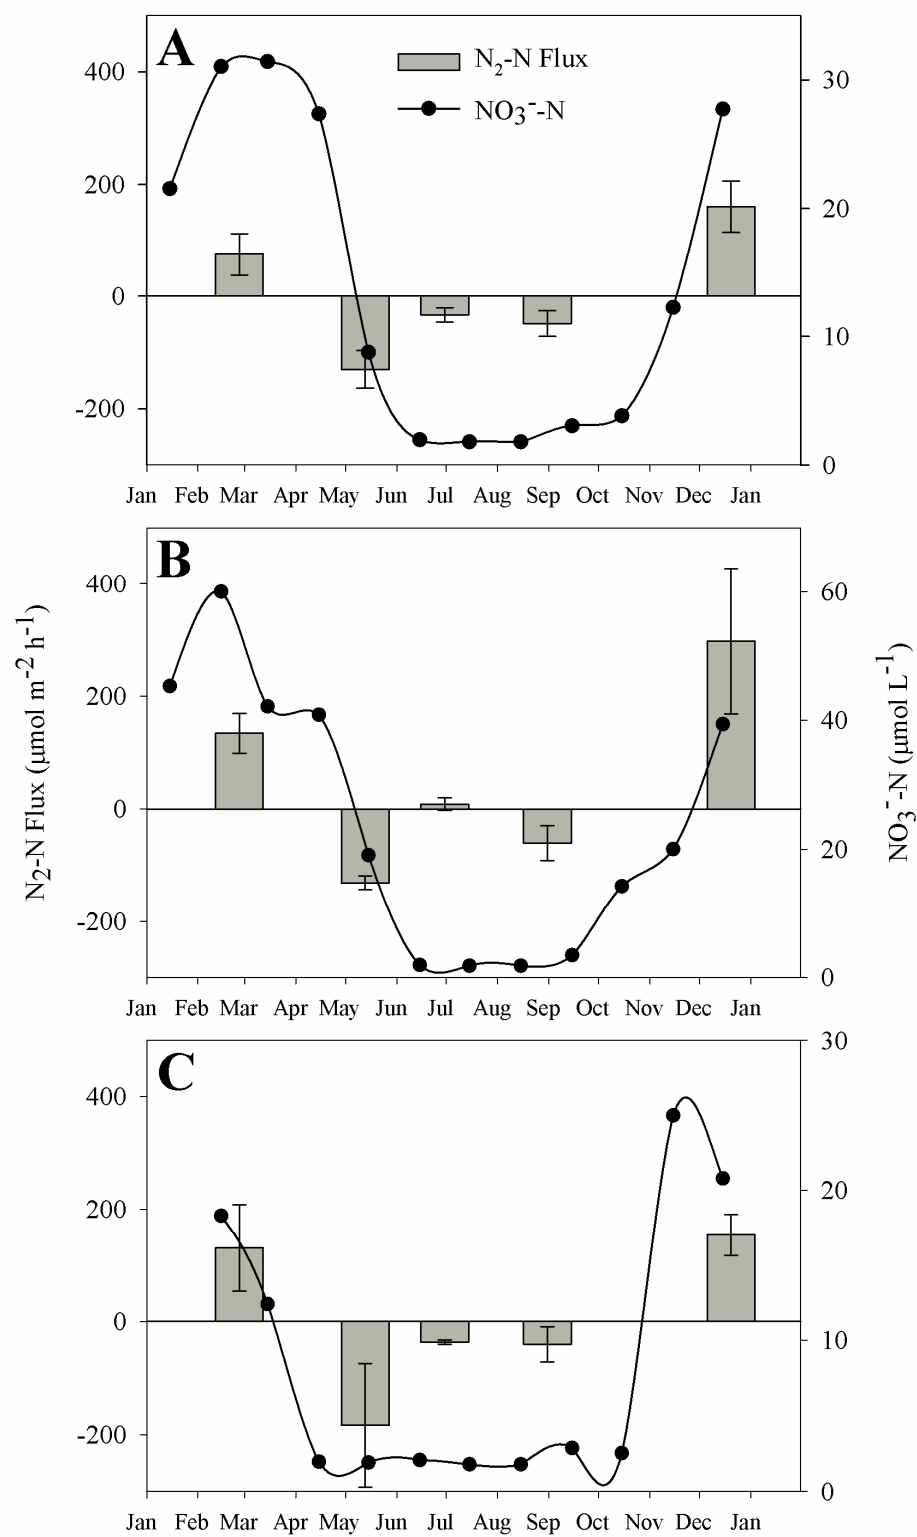 A
N₂-N Flux
NO₃⁻-N
400
200
0
-200
30
20
10
0
Jan Feb Mar Apr May Jun Jul Aug Sep Oct Nov Dec Jan
B
400
200
0
-200
60
40
20
0
Jan Feb Mar Apr May Jun Jul Aug Sep Oct Nov Dec Jan
N₂-N Flux (µmol m⁻² h⁻¹)
NO₃⁻-N (µmol L⁻¹)
C
400
200
0
-200
30
20
10
0
Jan Feb Mar Apr May Jun Jul Aug Sep Oct Nov Dec Jan